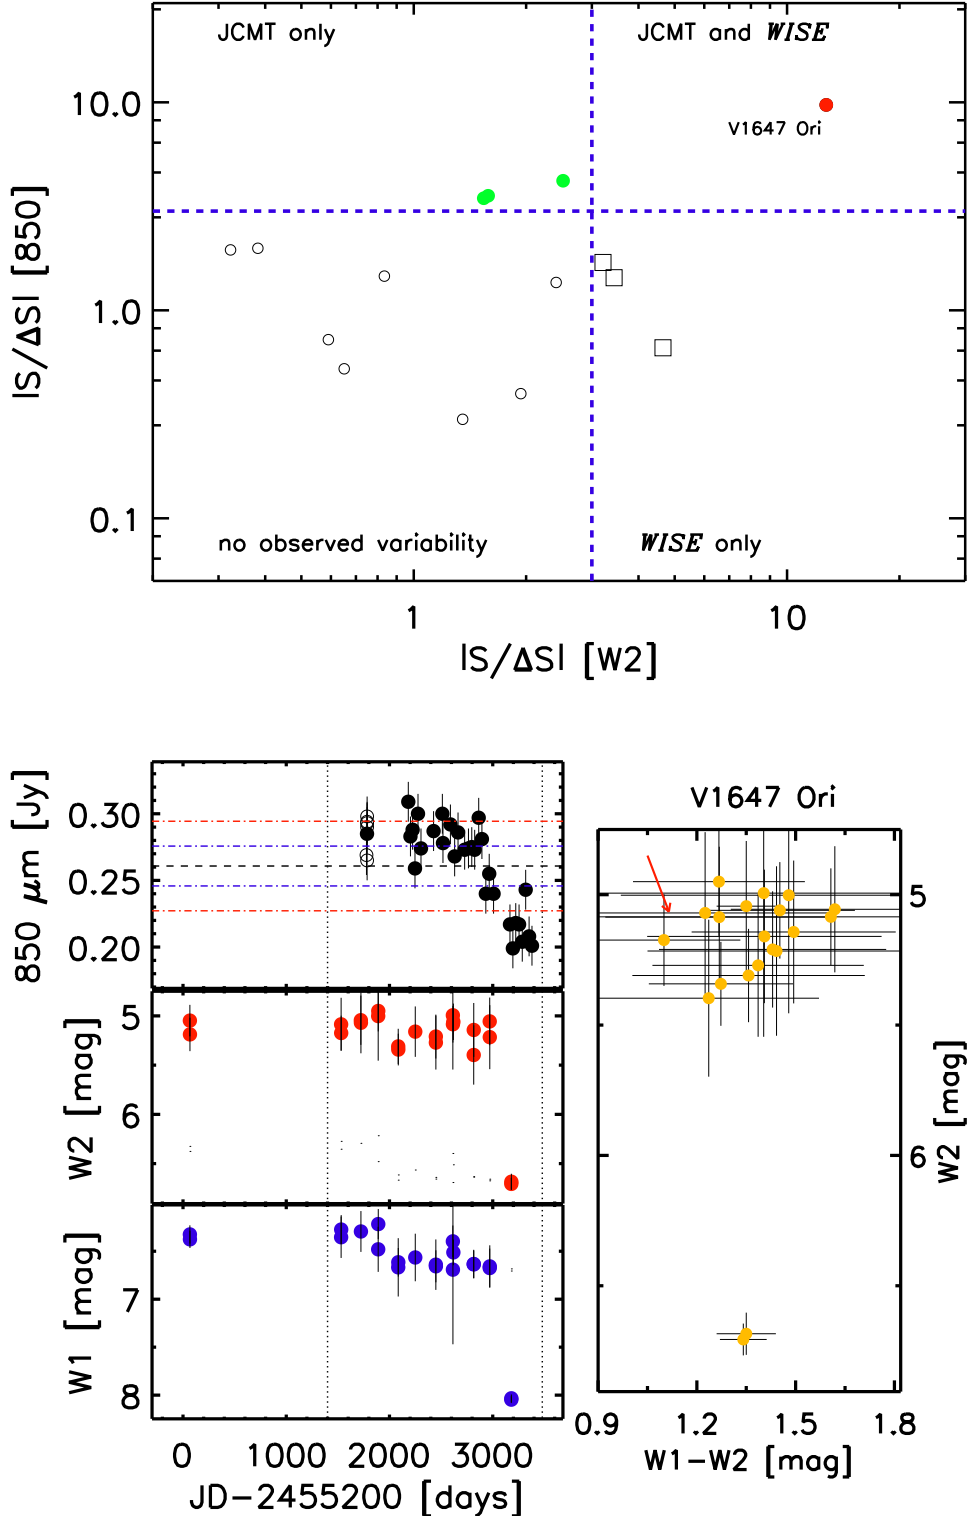 JCMT only
JCMT and WISE
10.0
V1647 Ori
|S/ΔS| [850]
1.0
0.1
no observed variability
WISE only
1
10
|S/ΔS| [W2]
850 μm [Jy]
0.30
0.25
0.20
W2 [mag]
5
6
W1 [mag]
7
8
0
1000
2000
3000
JD−2455200 [days]
V1647 Ori
5
6
W2 [mag]
0.9
1.2
1.5
1.8
W1−W2 [mag]